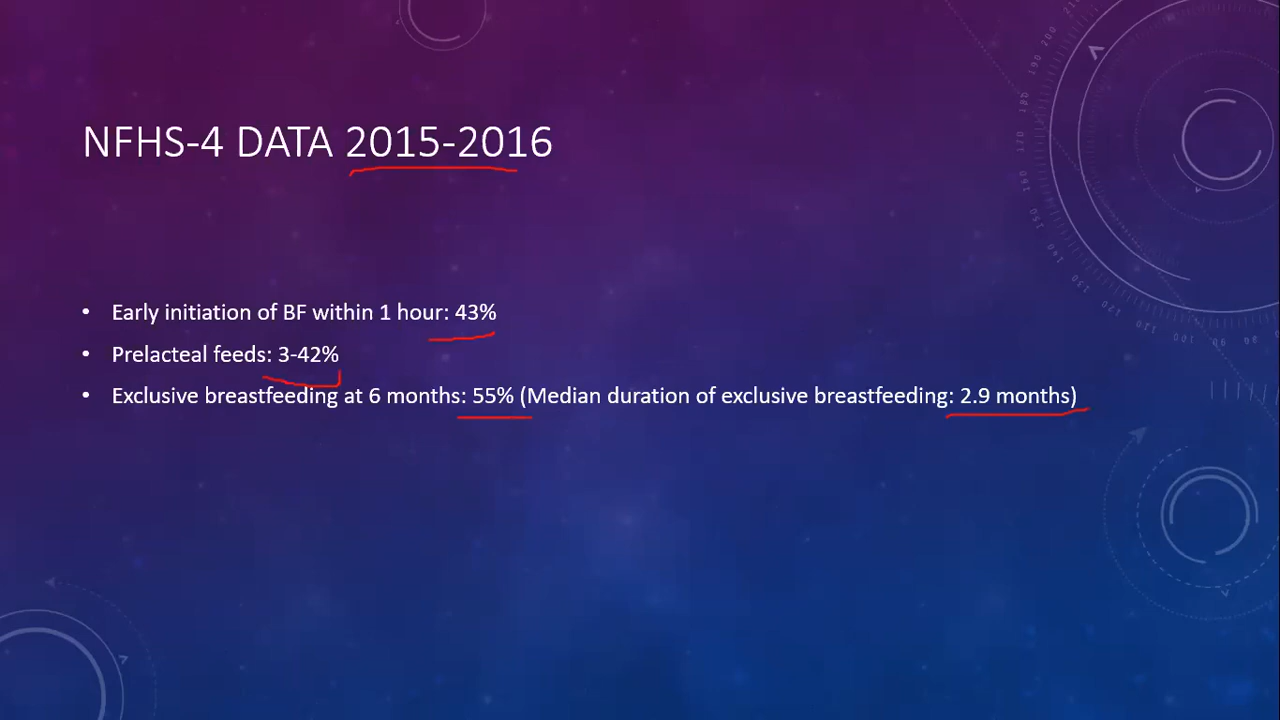 NFHS-4 DATA 2015-2016
• Early initiation of BF within 1 hour: 43%
• Prelacteal feeds: 3-42%
• Exclusive breastfeeding at 6 months: 55% (Median duration of exclusive breastfeeding: 2.9 months)